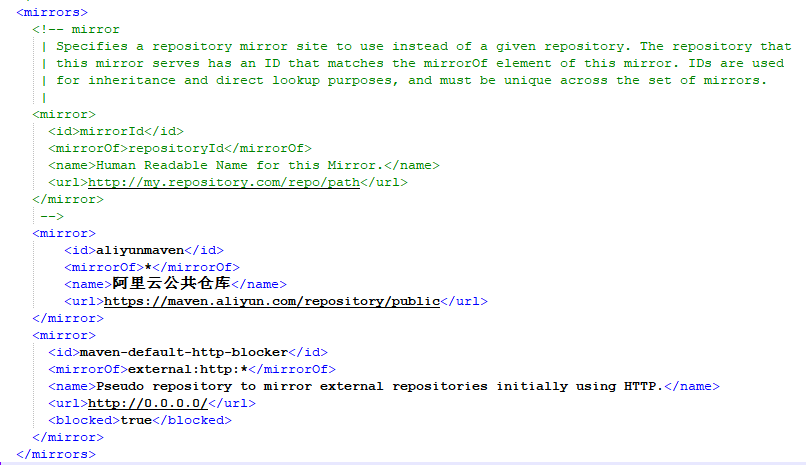 <mirrors>
<!-- mirror
| Specifies a repository mirror site to use instead of a given repository. The repository that
| this mirror serves has an ID that matches the mirrorOf element of this mirror. IDs are used
| for inheritance and direct lookup purposes, and must be unique across the set of mirrors.
|
<mirror>
<id>mirrorId</id>
<mirrorOf>repositoryId</mirrorOf>
<name>Human Readable Name for this Mirror.</name>
<url>http://my.repository.com/repo/path</url>
</mirror>
-->
<mirror>
<id>aliyunmaven</id>
<mirrorOf>*</mirrorOf>
<name>阿里云公共仓库</name>
<url>https://maven.aliyun.com/repository/public</url>
</mirror>
<mirror>
<id>maven-default-http-blocker</id>
<mirrorOf>external:http:*</mirrorOf>
<name>Pseudo repository to mirror external repositories initially using HTTP.</name>
<url>http://0.0.0.0/</url>
<blocked>true</blocked>
</mirror>
</mirrors>